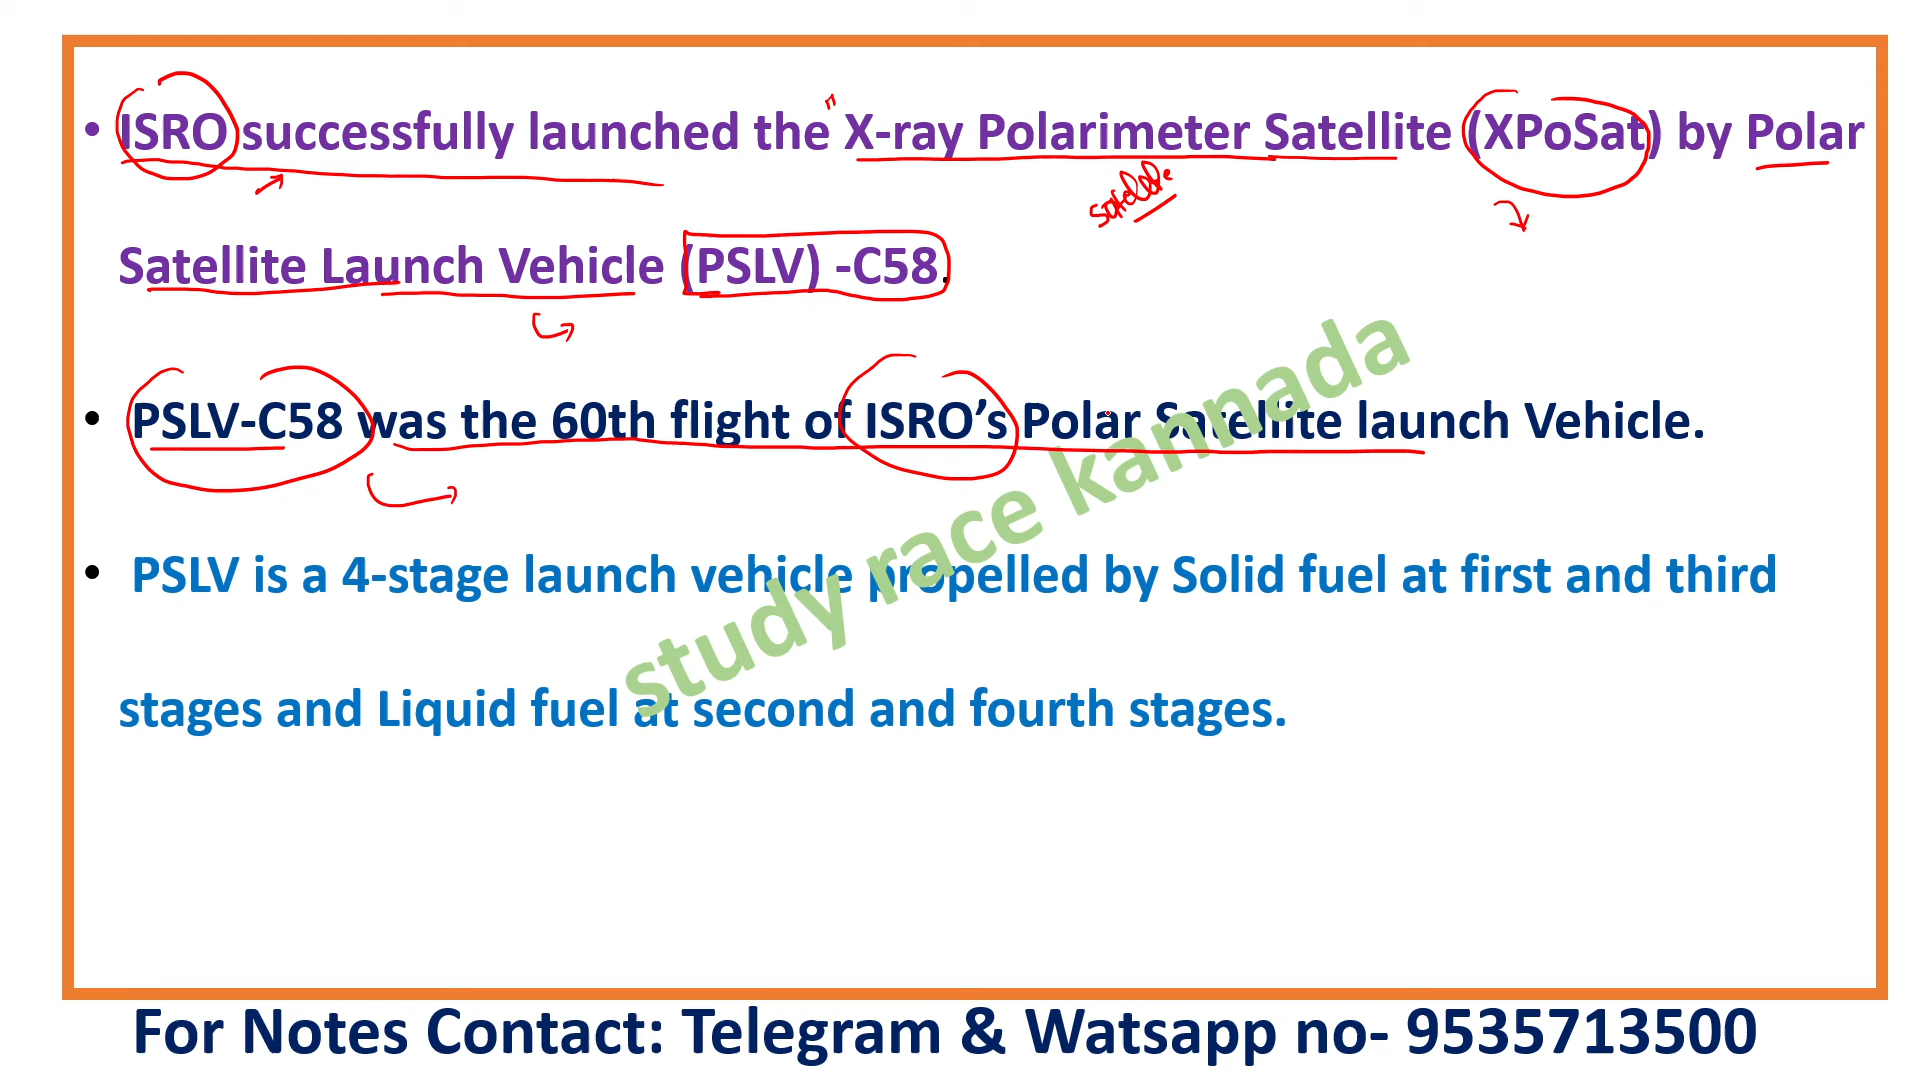 • ISRO successfully launched the X-ray Polarimeter Satellite (XPoSat) by Polar
Satellite Launch Vehicle (PSLV) -C58.
satellite
• PSLV-C58 was the 60th flight of ISRO’s Polar Satellite launch Vehicle.
• PSLV is a 4-stage launch vehicle propelled by Solid fuel at first and third
stages and Liquid fuel at second and fourth stages.
study race kannada
For Notes Contact: Telegram & Watsapp no- 9535713500